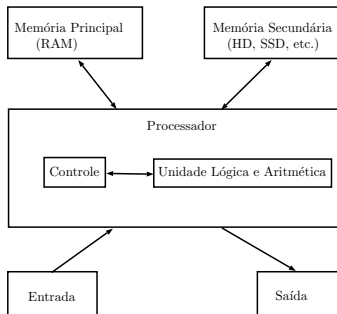 Memória Principal
(RAM)
Memória Secundária
(HD, SSD, etc.)
Processador
Controle
Unidade Lógica e Aritmética
Entrada
Saída